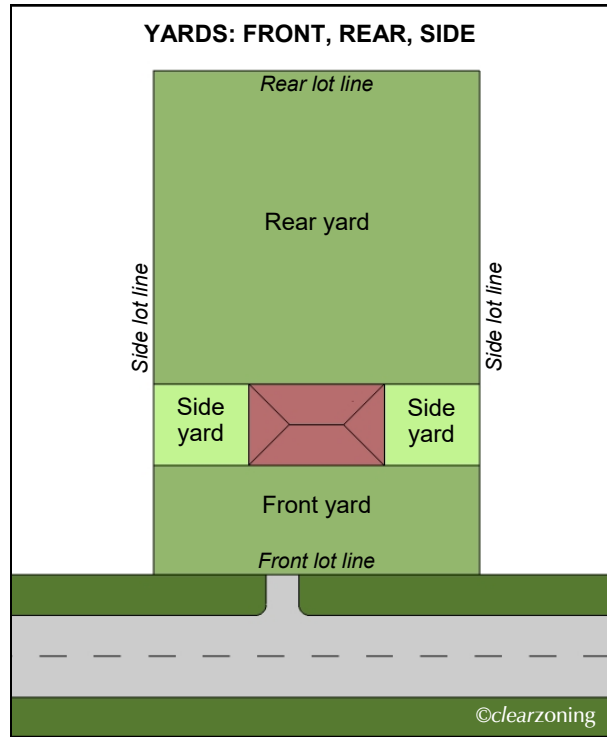 YARDS: FRONT, REAR, SIDE
Rear lot line
Rear yard
Side lot line
Side lot line
Side
yard
Side
yard
Front yard
Front lot line
©clearzoning